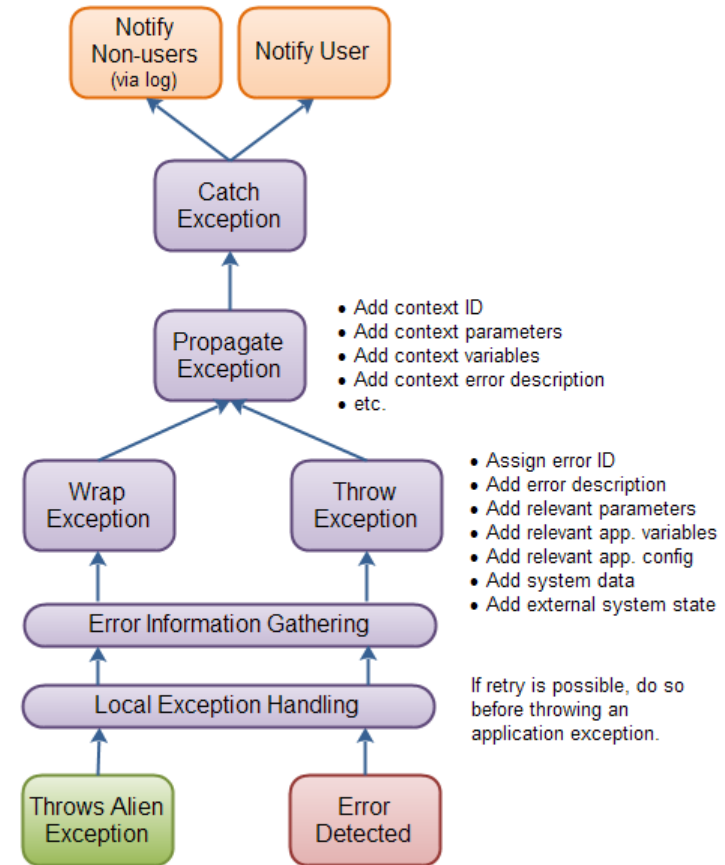 Notify
Non-users
(via log)
Notify User
Catch
Exception
Propagate
Exception
• Add context ID
• Add context parameters
• Add context variables
• Add context error description
• etc.
Wrap
Exception
Throw
Exception
• Assign error ID
• Add error description
• Add relevant parameters
• Add relevant app. variables
• Add relevant app. config
• Add system data
• Add external system state
Error Information Gathering
Local Exception Handling
If retry is possible, do so
before throwing an
application exception.
Throws Alien
Exception
Error
Detected